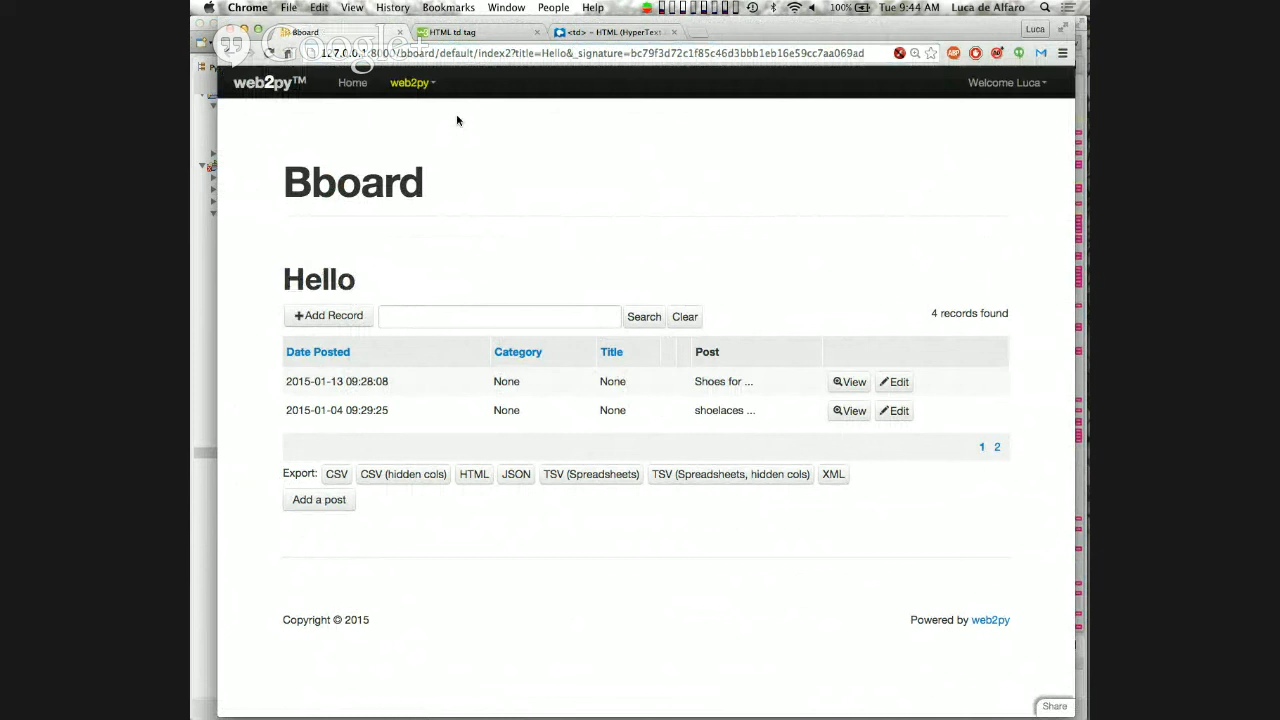 Chrome File Edit View History Bookmarks Window People Help 100% Tue 9:44 AM Luca de Alfaro
Bboard HTML td tag <td> – HTML (HyperText Luca
Google+
/bboard/default/index2?title=Hello&_signature=bc79f3d72c1f85c46d3bbb1eb16e59cc7aa069ad
web2py™ Home web2py Welcome Luca
Bboard
Hello
Add Record Search Clear 4 records found
Date Posted Category Title Post
2015-01-13 09:28:08 None None Shoes for ... View Edit
2015-01-04 09:29:25 None None shoelaces ... View Edit
1 2
Export: CSV CSV (hidden cols) HTML JSON TSV (Spreadsheets) TSV (Spreadsheets, hidden cols) XML
Add a post
Copyright © 2015 Powered by web2py
Share